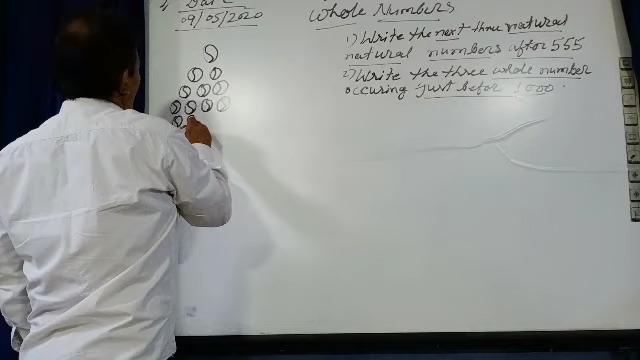 09/05/2020
Whole Numbers
1) Write the next three natural
natural numbers after 555
2) Write the three whole number
occuring just befor 1000.